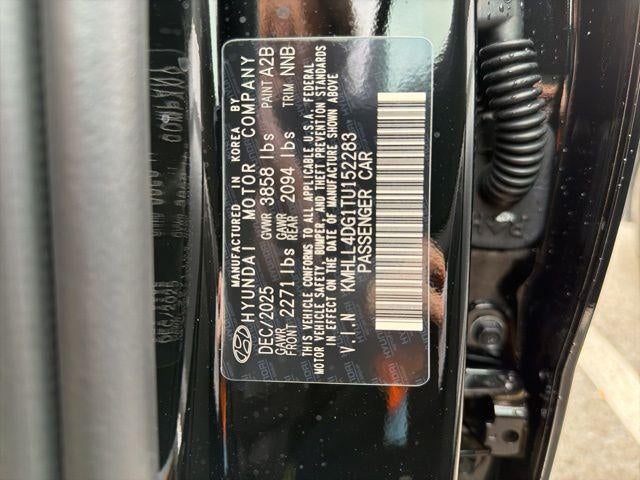 MANUFACTURED IN KOREA BY
HYUNDAI MOTOR COMPANY
DEC/2025 GVWR 3858 lbs PAINT A2B
GAWR FRONT 2271 lbs GAWR REAR 2094 lbs TRIM NNB
THIS VEHICLE CONFORMS TO ALL APPLICABLE U.S.A. FEDERAL
MOTOR VEHICLE SAFETY, BUMPER, AND THEFT PREVENTION STANDARDS
IN EFFECT ON THE DATE OF MANUFACTURE SHOWN ABOVE
V.I.N KMHLL4DG1TU152283
PASSENGER CAR